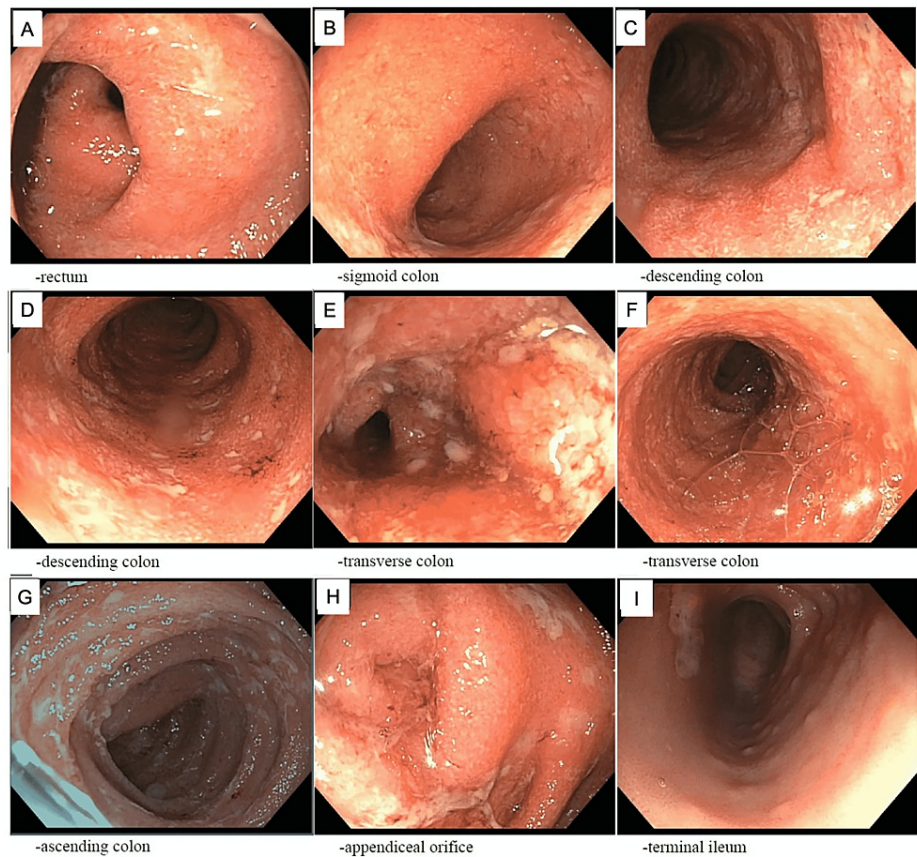 A
B
C
-rectum
-sigmoid colon
-descending colon
D
E
F
-descending colon
-transverse colon
-transverse colon
G
H
I
-ascending colon
-appendiceal orifice
-terminal ileum